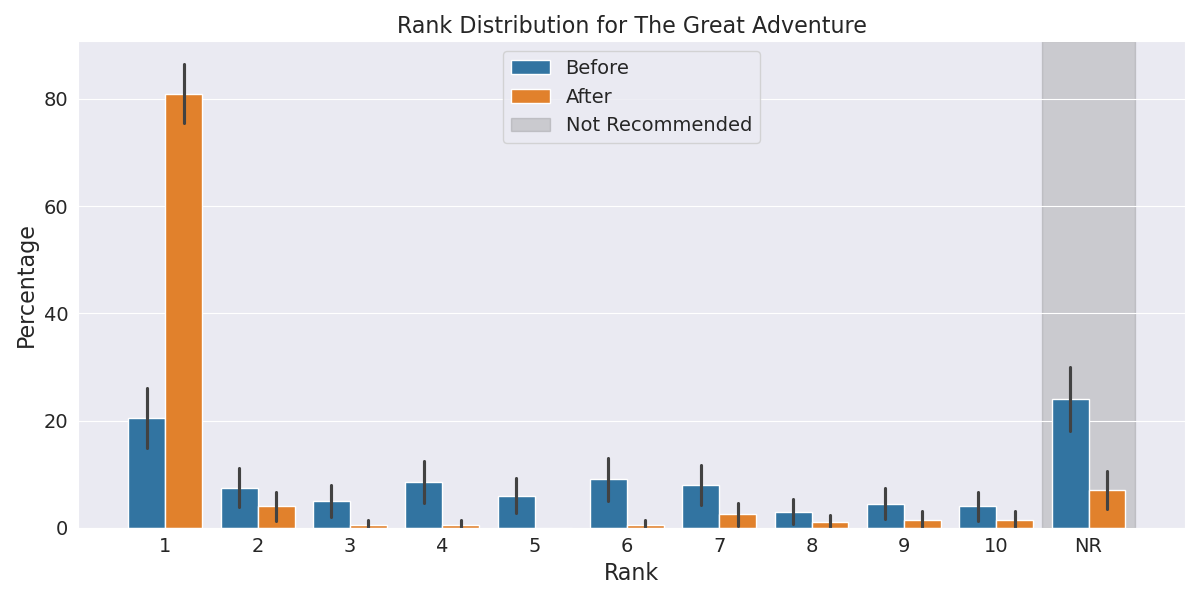 Rank Distribution for The Great Adventure
Before
After
Not Recommended
Percentage
80
60
40
20
0
1 2 3 4 5 6 7 8 9 10 NR
Rank